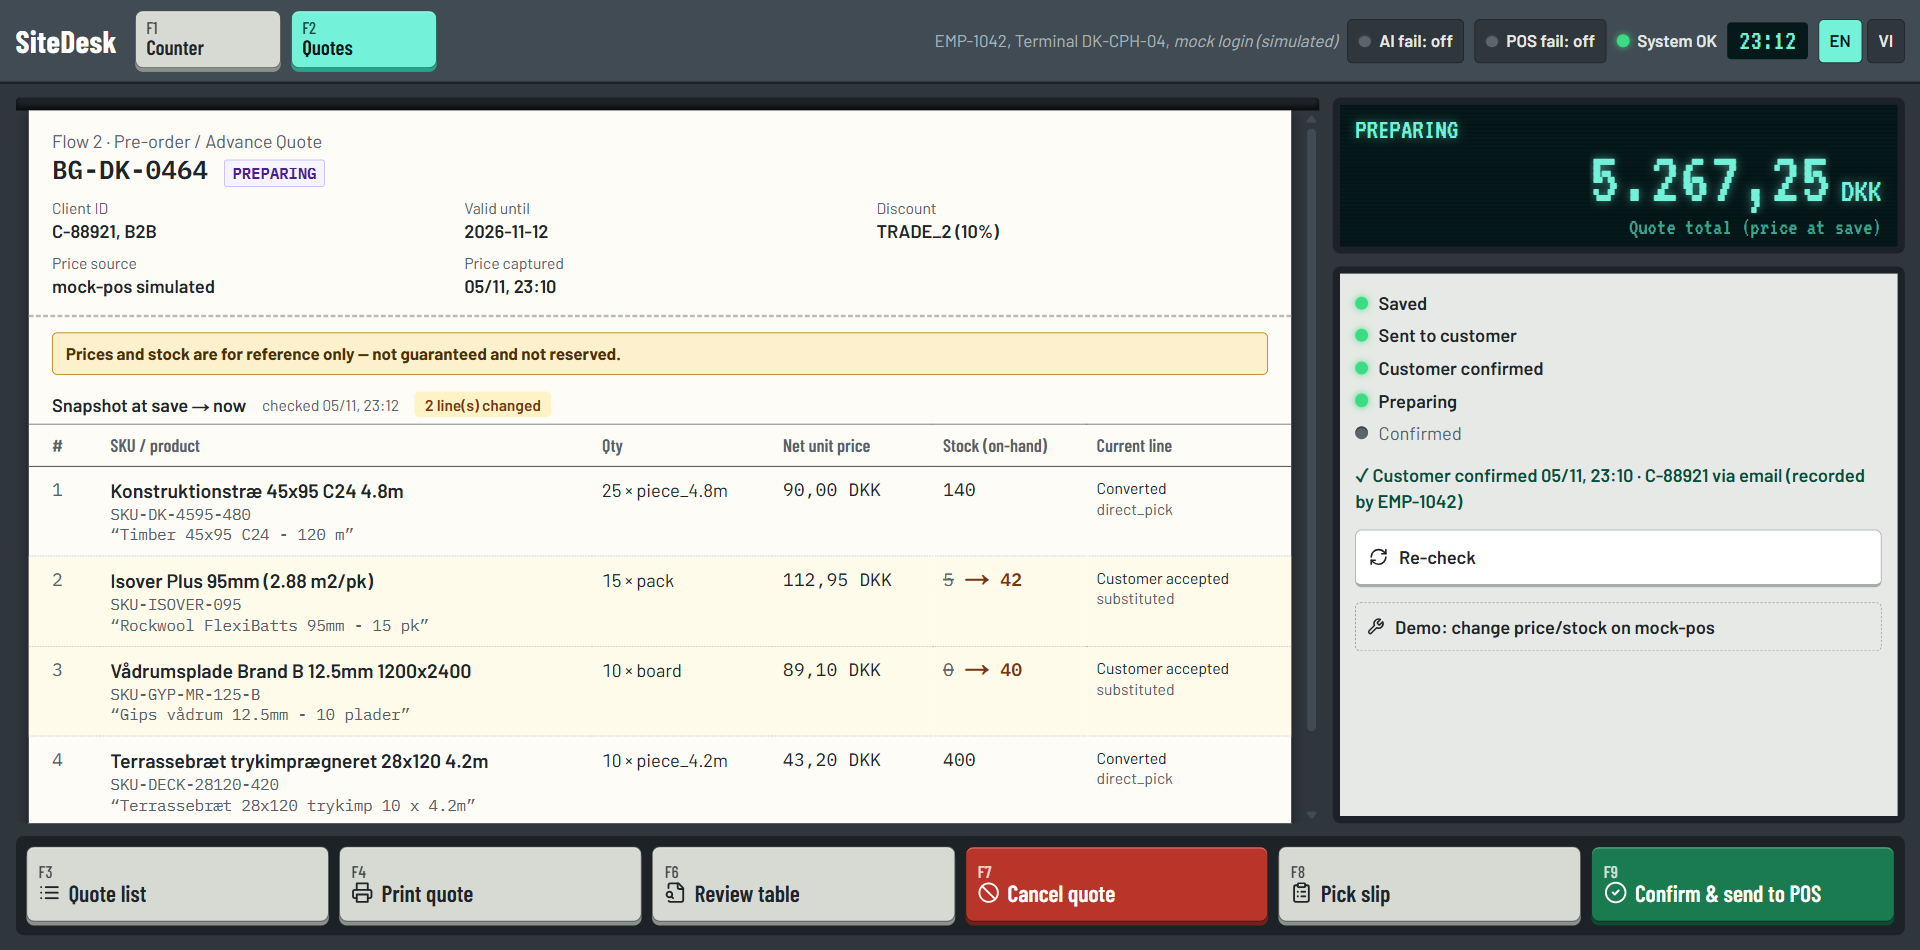 SiteDesk
F1
Counter
F2
Quotes
EMP-1042, Terminal DK-CPH-04, mock login (simulated)
AI fail: off
POS fail: off
System OK
23:12
EN
VI
Flow 2 · Pre-order / Advance Quote
BG-DK-0464 PREPARING
Client ID
C-88921, B2B
Valid until
2026-11-12
Discount
TRADE_2 (10%)
Price source
mock-pos simulated
Price captured
05/11, 23:10
Prices and stock are for reference only — not guaranteed and not reserved.
Snapshot at save → now checked 05/11, 23:12 2 line(s) changed
# SKU / product Qty Net unit price Stock (on-hand) Current line
1 Konstruktionstræ 45x95 C24 4.8m 25 × piece_4.8m 90,00 DKK 140 Converted
SKU-DK-4595-480 direct_pick
“Timber 45x95 C24 - 120 m”
2 Isover Plus 95mm (2.88 m2/pk) 15 × pack 112,95 DKK 5 → 42 Customer accepted
SKU-ISOVER-095 substituted
“Rockwool FlexiBatts 95mm - 15 pk”
3 Vådrumsplade Brand B 12.5mm 1200x2400 10 × board 89,10 DKK 0 → 40 Customer accepted
SKU-GYP-MR-125-B substituted
“Gips vådrum 12.5mm - 10 plader”
4 Terrassebræt trykimprægneret 28x120 4.2m 10 × piece_4.2m 43,20 DKK 400 Converted
SKU-DECK-28120-420 direct_pick
“Terrassebræt 28x120 trykimp 10 x 4.2m”
PREPARING
5.267,25 DKK
Quote total (price at save)
Saved
Sent to customer
Customer confirmed
Preparing
Confirmed
✓ Customer confirmed 05/11, 23:10 · C-88921 via email (recorded
by EMP-1042)
Re-check
Demo: change price/stock on mock-pos
F3
Quote list
F4
Print quote
F6
Review table
F7
Cancel quote
F8
Pick slip
F9
Confirm & send to POS